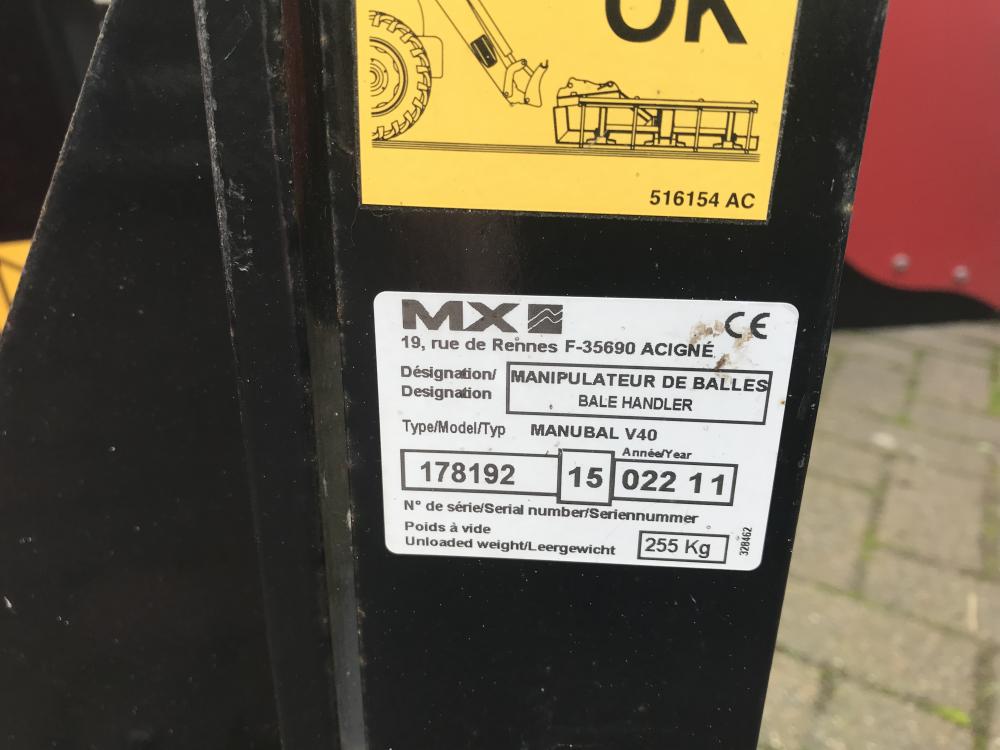 OK
516154 AC
MX CE
19, rue de Rennes F-35690 ACIGNÉ
Désignation/ MANIPULATEUR DE BALLES
Designation BALE HANDLER
Type/Model/Typ MANUBAL V40
Année/Year
178192 15 022 11
N° de série/Serial number/Seriennummer
Poids à vide
Unloaded weight/Leergewicht 255 Kg
328462